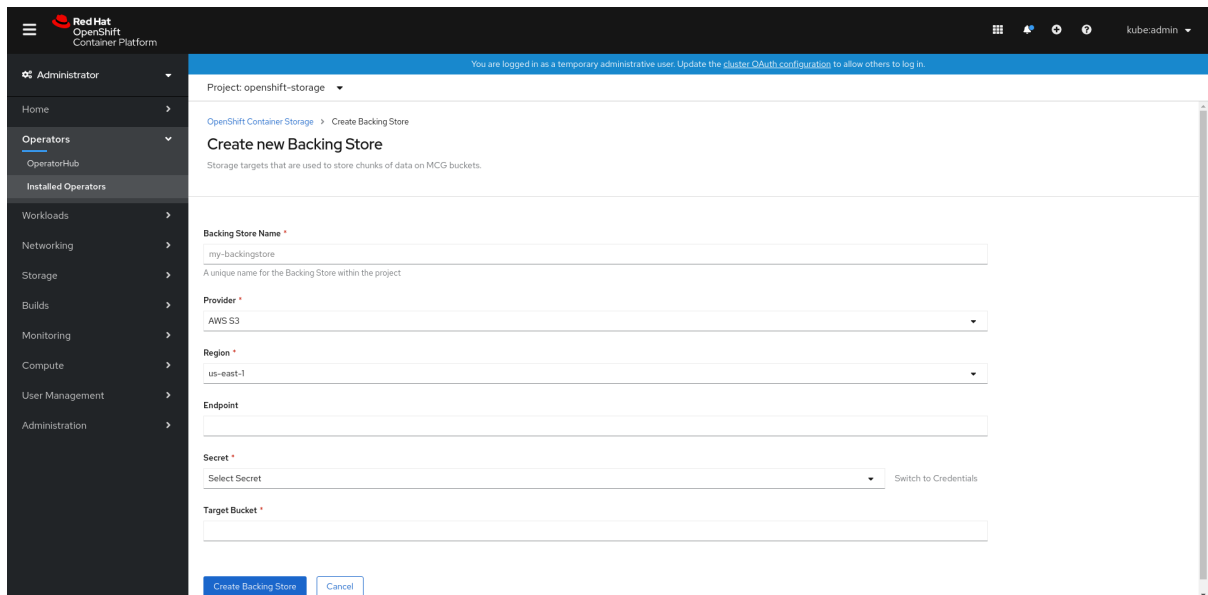 Red Hat
OpenShift
Container Platform
kube:admin
Administrator
You are logged in as a temporary administrative user. Update the cluster OAuth configuration to allow others to log in.
Project: openshift-storage
Home
Operators
OperatorHub
Installed Operators
Workloads
Networking
Storage
Builds
Monitoring
Compute
User Management
Administration
OpenShift Container Storage > Create Backing Store
Create new Backing Store
Storage targets that are used to store chunks of data on MCG buckets.
Backing Store Name *
my-backingstore
A unique name for the Backing Store within the project
Provider *
AWS S3
Region *
us-east-1
Endpoint
Secret *
Select Secret
Switch to Credentials
Target Bucket *
Create Backing Store
Cancel